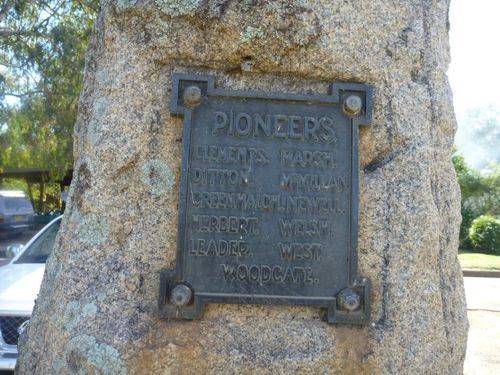 PIONEERS.
CLEMENTS. MARSH.
DITTON. McMILLAN.
GREENHALGH. NEWELL.
HERBERT. WELSH.
LEADER. WEST.
WOODGATE.